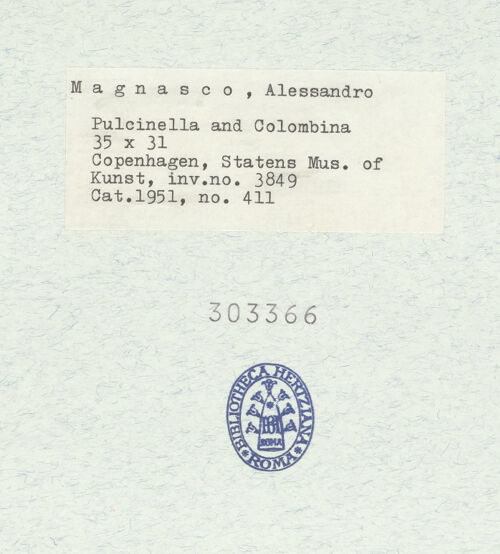 M a g n a s c o , Alessandro
Pulcinella and Colombina
35 x 31
Copenhagen, Statens Mus. of
Kunst, inv.no. 3849
Cat.1951, no. 411
303366
BIBLIOTHECA HERTZIANA
ROMA
ROMA